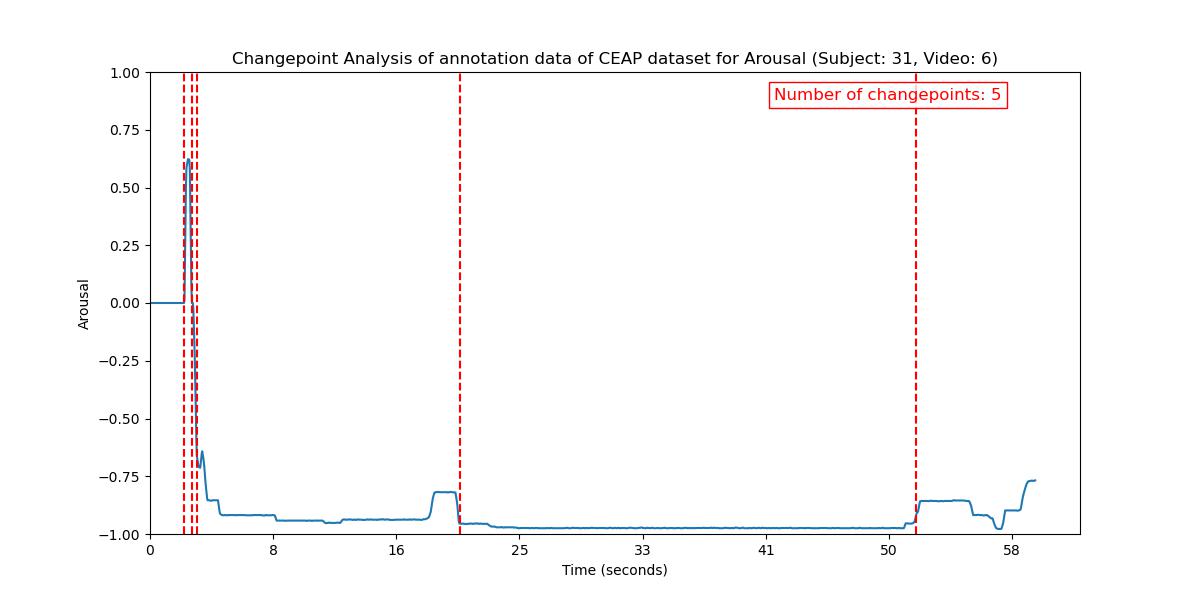 Changepoint Analysis of annotation data of CEAP dataset for Arousal (Subject: 31, Video: 6)
Number of changepoints: 5
1.00
0.75
0.50
0.25
0.00
−0.25
−0.50
−0.75
−1.00
Arousal
0 8 16 25 33 41 50 58
Time (seconds)